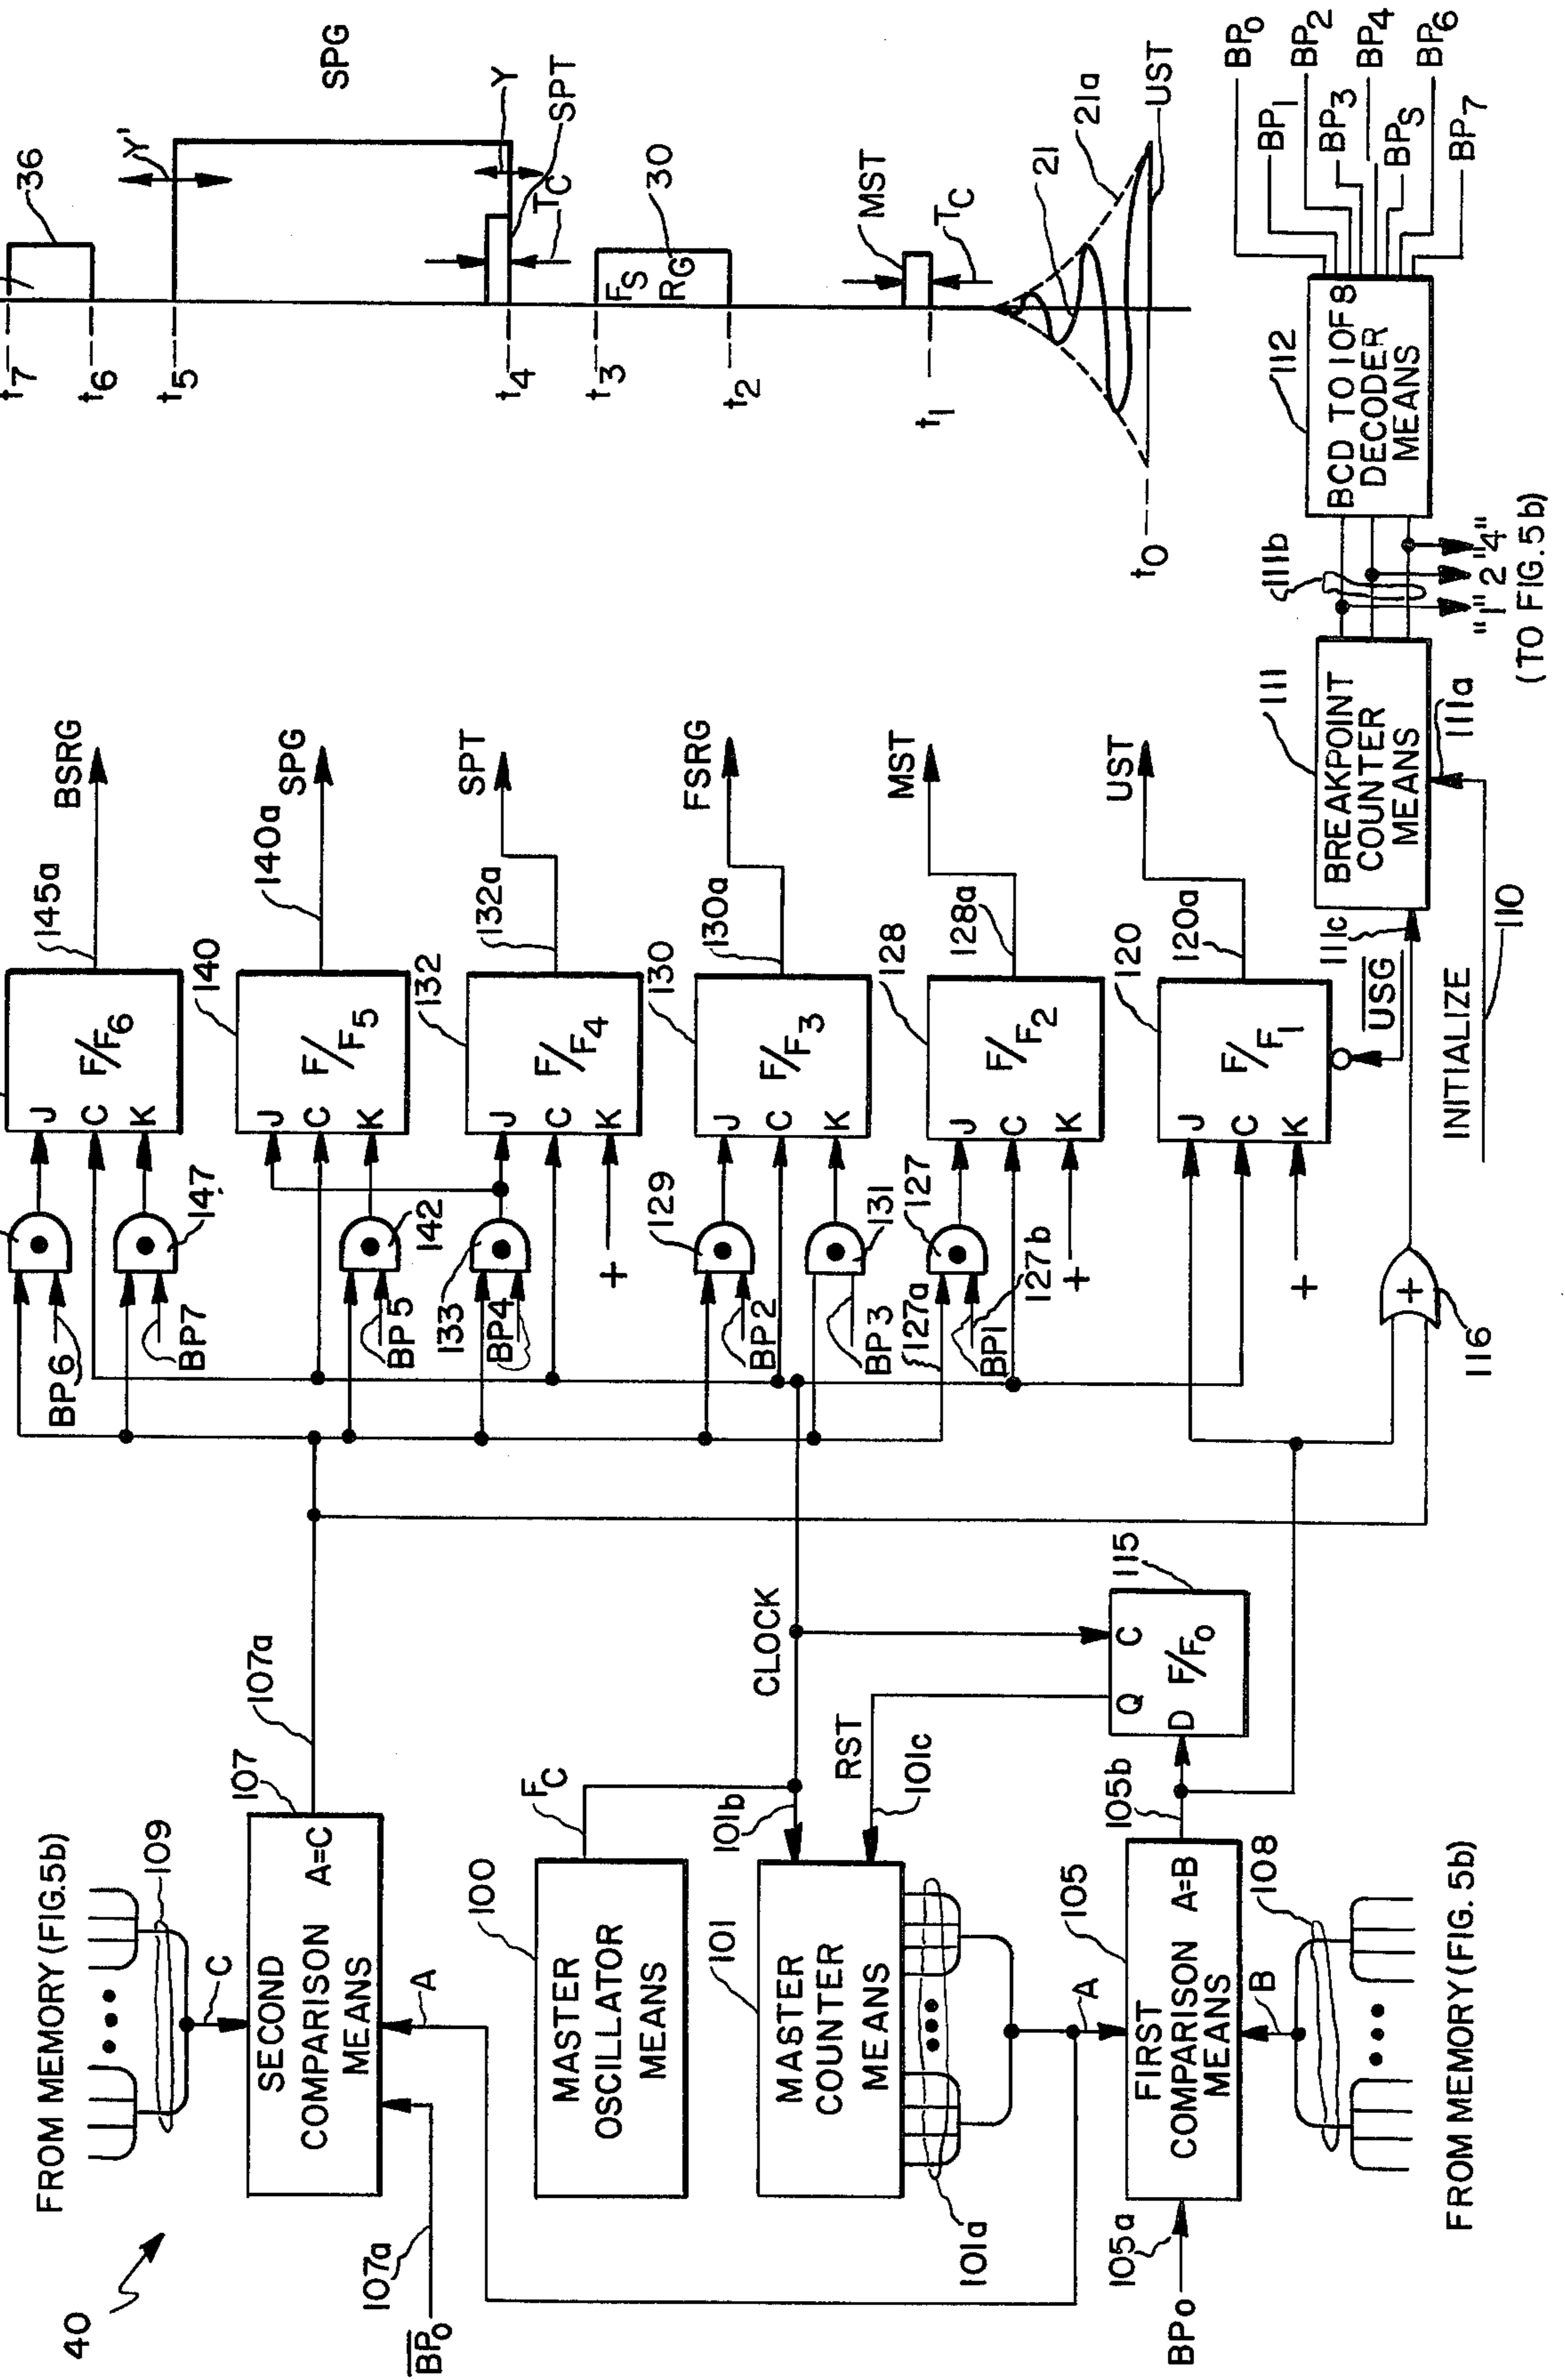 40
FROM MEMORY (FIG.5b)
109
C
SECOND
COMPARISON A=C
MEANS
107
107a
A
107a
BP0
100
MASTER
OSCILLATOR
MEANS
FC
101
MASTER
COUNTER
MEANS
101b
101a
RST
101c
CLOCK
105
FIRST
COMPARISON A=B
MEANS
A
B
105a
BP0
105b
108
FROM MEMORY (FIG. 5b)
115
D F/F0
Q
C
116
+
BP6
BP7
147
J
C
K
F/F6
145a
BSRG
BP5
142
J
C
K
F/F5
140
140a
SPG
133
BP4
+
J
C
K
F/F4
132
132a
SPT
129
BP2
BP3
131
J
C
K
F/F3
130
130a
FSRG
127a
127
BP1
127b
+
J
C
K
F/F2
128
128a
MST
+
J
C
K
F/F1
120
120a
UST
USG
111c
INITIALIZE
110
111
BREAKPOINT
COUNTER
MEANS
111a
111b
"1" 2 "4"
(TO FIG.5b)
112
BCD TO 1 OF 8
DECODER
MEANS
BP0
BP1
BP2
BP3
BP4
BPS
BP6
BP7
t7
t6
36
t5
Y'
SPG
t4
Y
SPT
TC
t3
FS
RG
30
t2
t1
MST
TC
21
21a
UST
t0